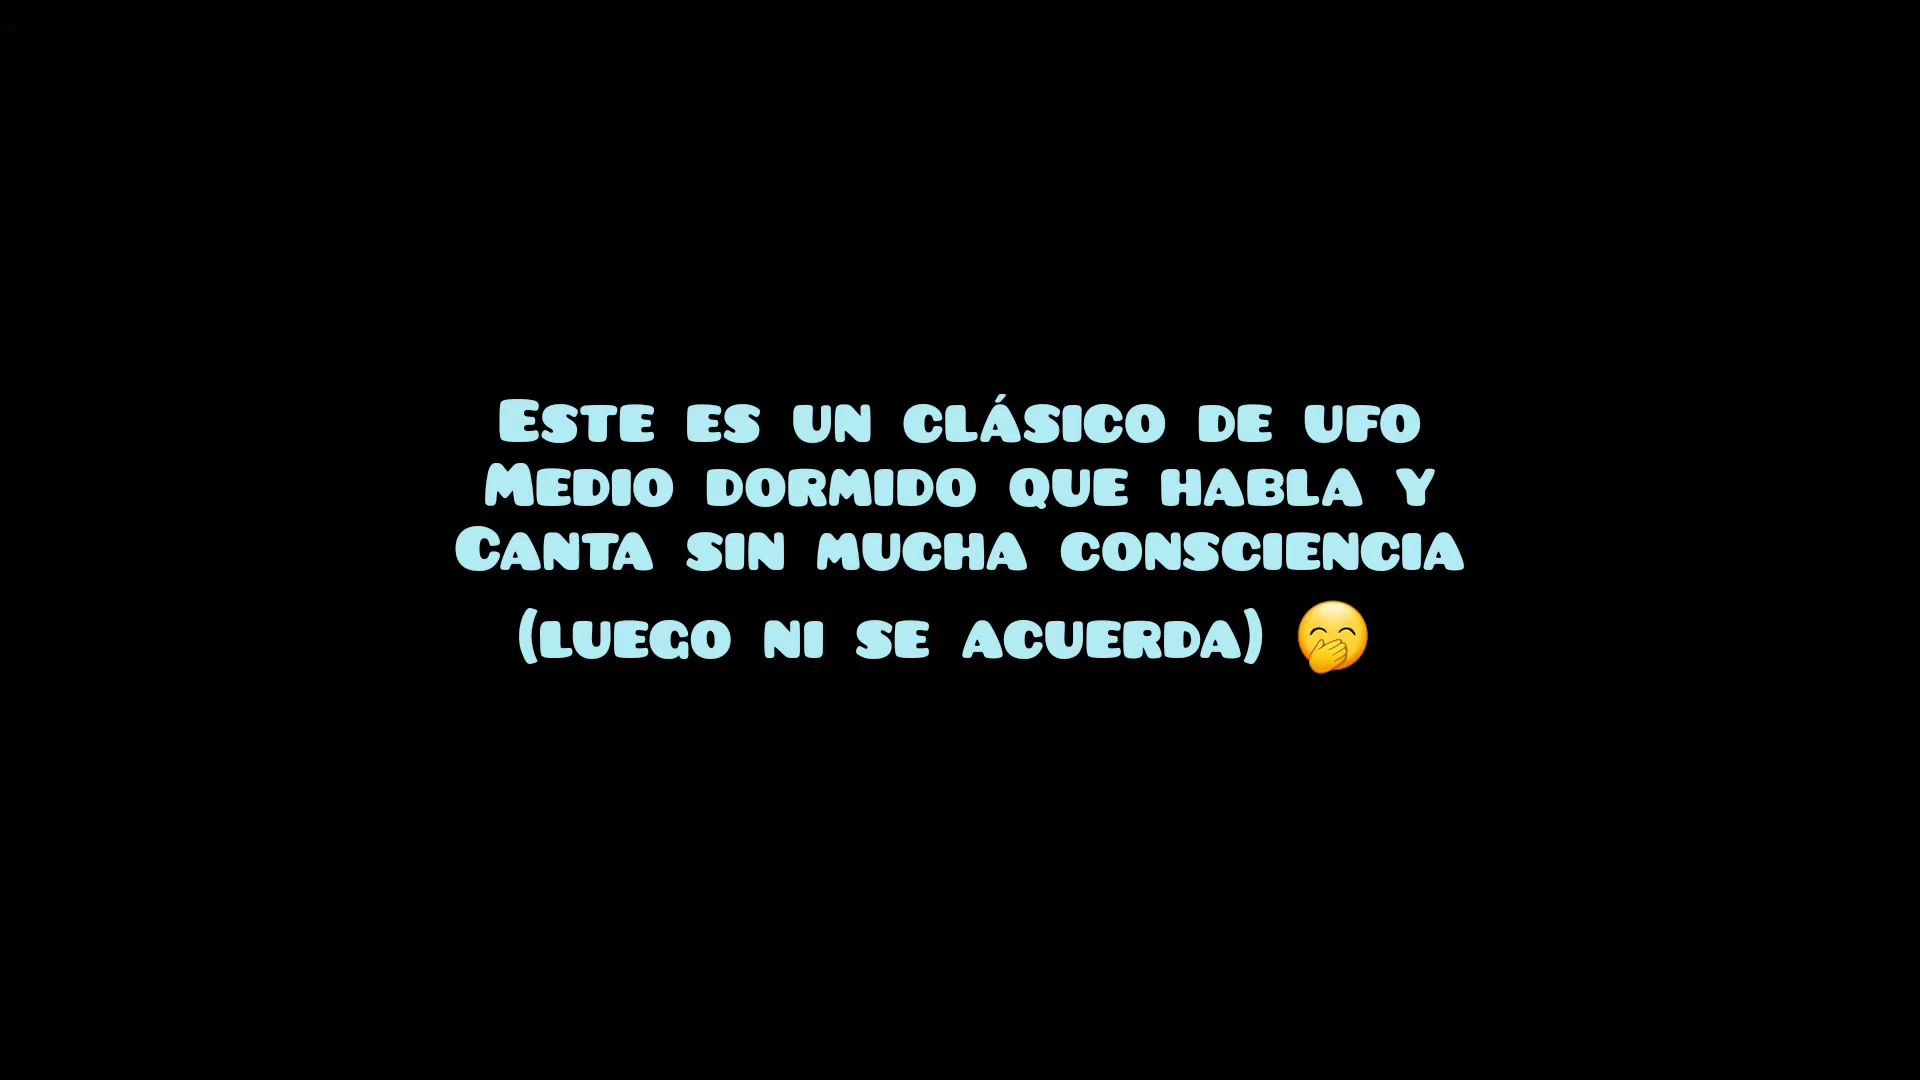 Este es un clásico de ufo
Medio dormido que habla y
Canta sin mucha consciencia
(luego ni se acuerda) 🤭